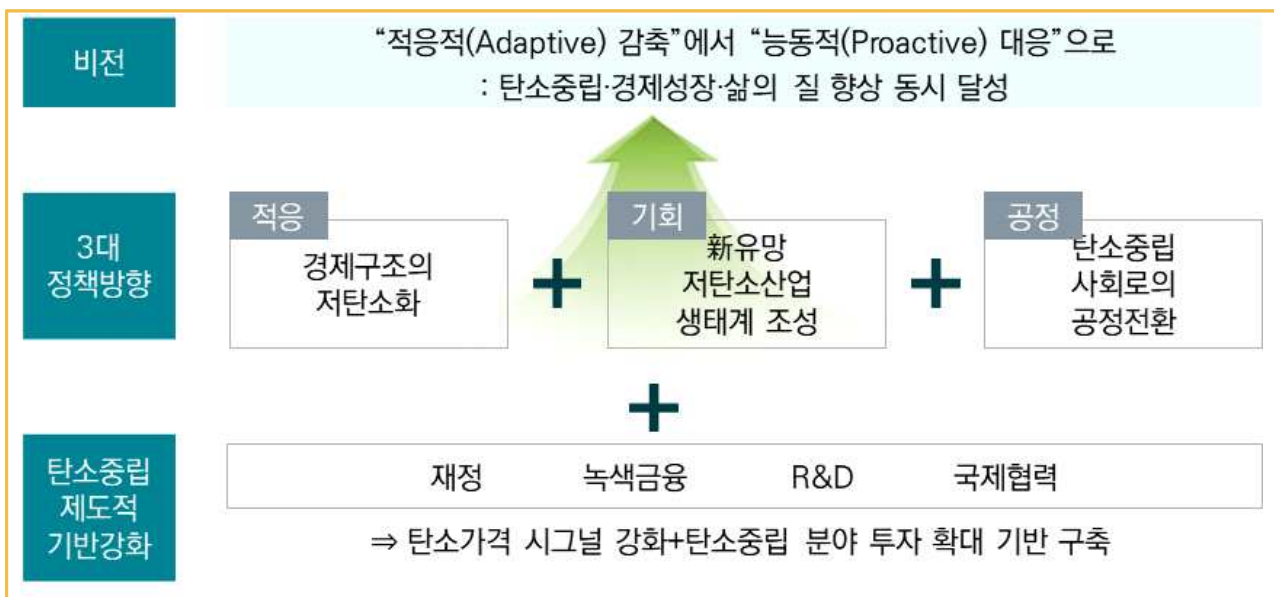 비전
“적응적(Adaptive) 감축”에서 “능동적(Proactive) 대응”으로
: 탄소중립·경제성장·삶의 질 향상 동시 달성
3대
정책방향
적응
경제구조의
저탄소화
+
기회
新유망
저탄소산업
생태계 조성
+
공정
탄소중립
사회로의
공정전환
+
탄소중립
제도적
기반강화
재정 녹색금융 R&D 국제협력
⇒ 탄소가격 시그널 강화+탄소중립 분야 투자 확대 기반 구축